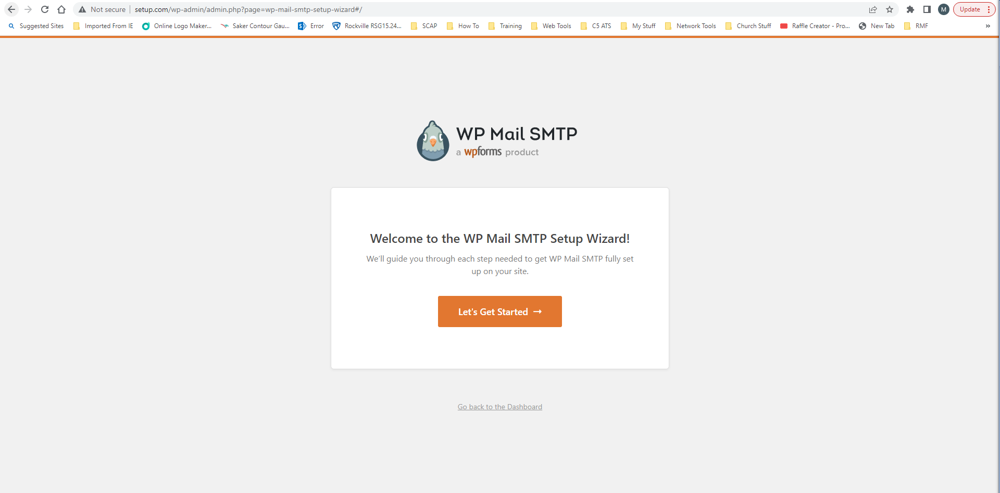 Not secure setup.com/wp-admin/admin.php?page=wp-mail-smtp-setup-wizard#/ M Update
Suggested Sites Imported From IE Online Logo Maker... Saker Contour Gau... Error Rockville RSG15.24... SCAP How To Training Web Tools C5 ATS My Stuff Network Tools Church Stuff Raffle Creator - Pro... New Tab RMF »
WP Mail SMTP
a wpforms product
Welcome to the WP Mail SMTP Setup Wizard!
We'll guide you through each step needed to get WP Mail SMTP fully set
up on your site.
Let's Get Started →
Go back to the Dashboard